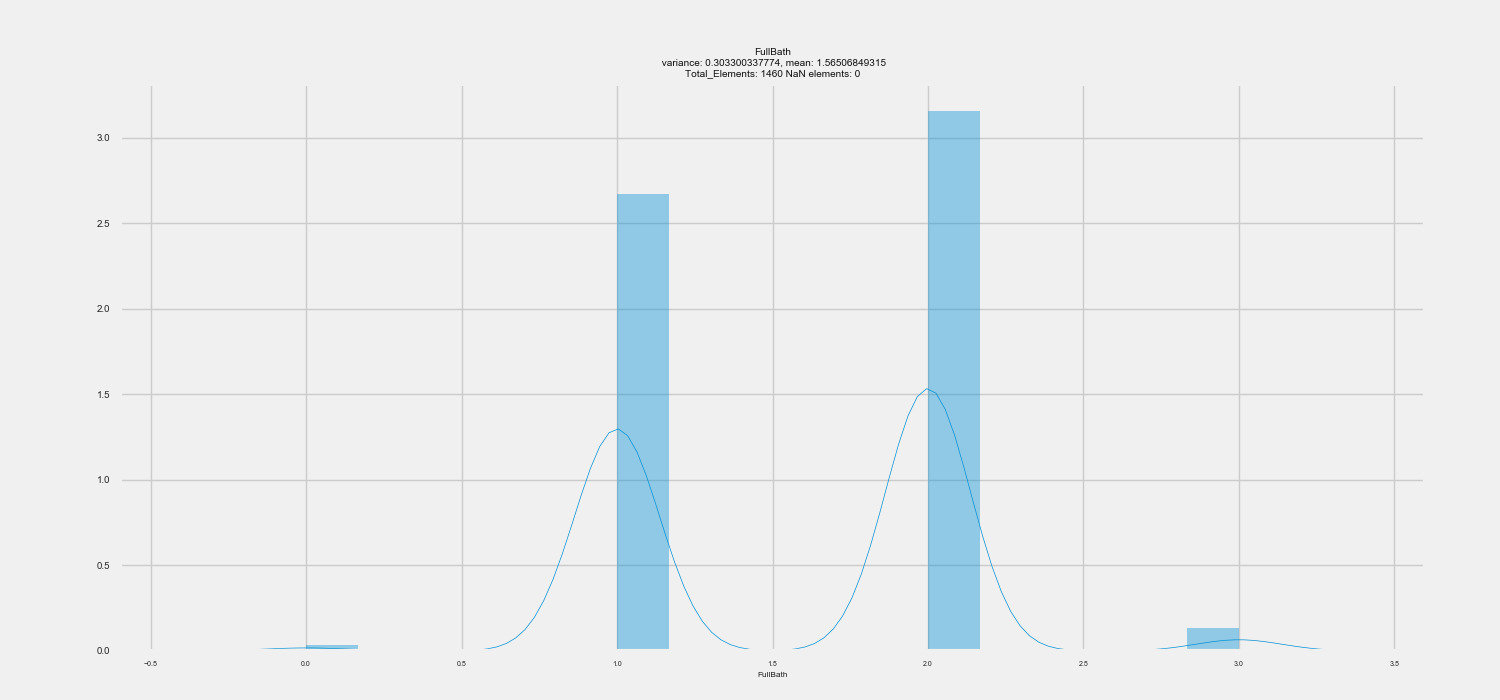 FullBath
variance: 0.303300337774, mean: 1.56506849315
Total_Elements: 1460 NaN elements: 0
3.0
2.5
2.0
1.5
1.0
0.5
0.0
−0.5 0.0 0.5 1.0 1.5 2.0 2.5 3.0 3.5
FullBath